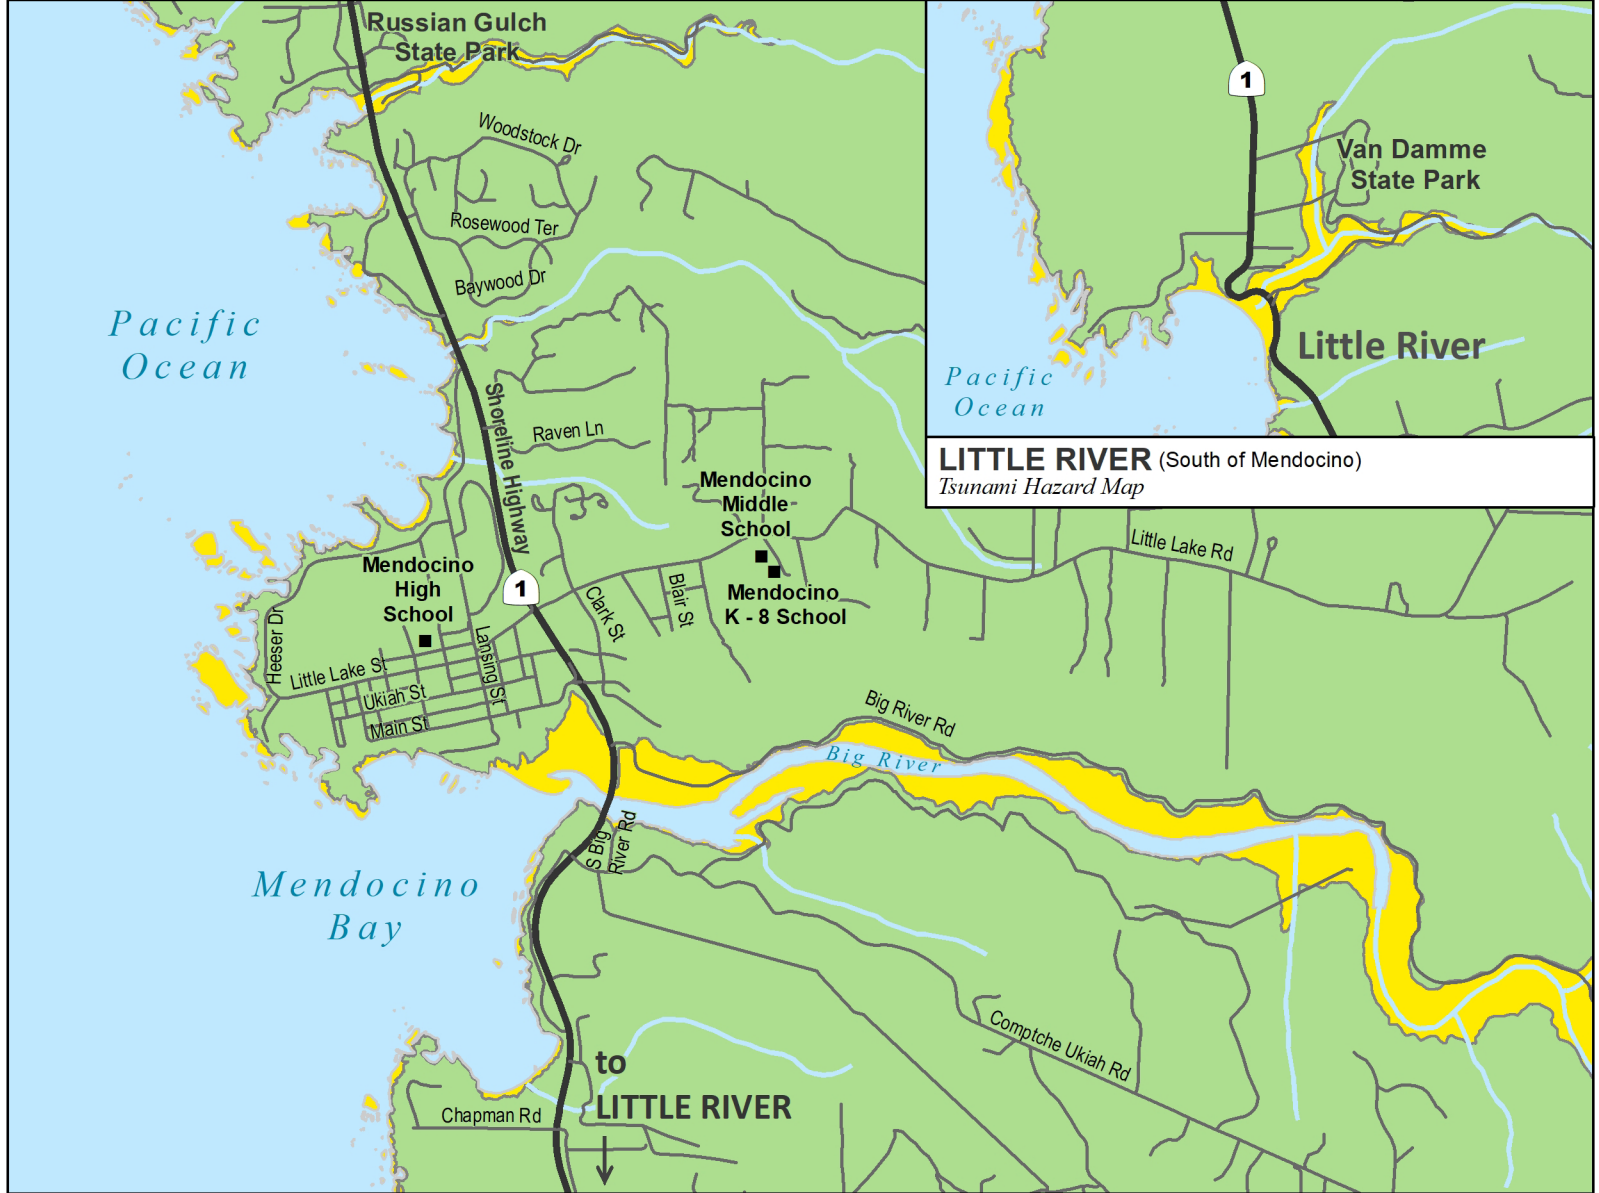 Russian Gulch
State Park
Woodstock Dr
Rosewood Ter
Baywood Dr
Pacific
Ocean
Shoreline Highway
Raven Ln
1
Mendocino
Middle
School
Mendocino
K - 8 School
Mendocino
High
School
Little Lake Rd
Blair St
Clark St
Heeser Dr
Little Lake St
Lansing St
Ukiah St
Main St
Big River Rd
Big River
S Big
River Rd
Mendocino
Bay
Comptche Ukiah Rd
Chapman Rd
to
LITTLE RIVER
1
Van Damme
State Park
Little River
Pacific
Ocean
LITTLE RIVER (South of Mendocino)
Tsunami Hazard Map